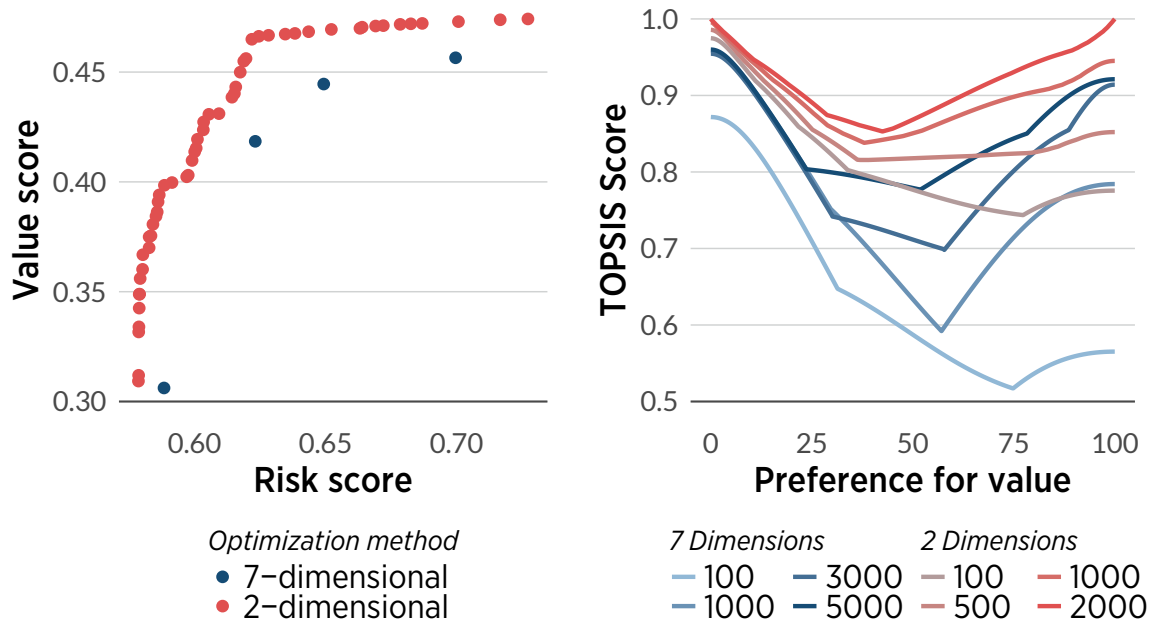 Value score
0.45
0.40
0.35
0.30
0.60 0.65 0.70
Risk score
Optimization method
7−dimensional
2−dimensional
TOPSIS Score
1.0
0.9
0.8
0.7
0.6
0.5
0 25 50 75 100
Preference for value
7 Dimensions 2 Dimensions
100 3000 100 1000
1000 5000 500 2000